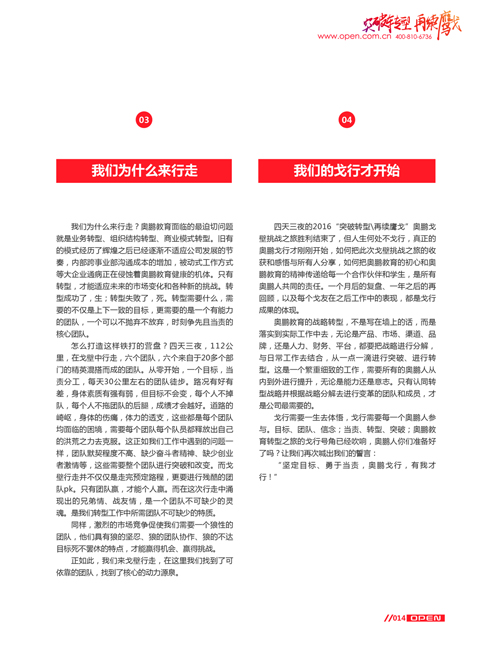 突破转型 再续鹰戈
www.open.com.cn 400-810-6736
03
我们为什么来行走
我们为什么来行走？奥鹏教育面临的最迫切问题
就是业务转型、组织结构转型、商业模式转型。旧有
的模式经历了辉煌之后已经逐渐不适应公司发展的节
奏，内部跨事业部沟通成本的增加，被动式工作方式
等大企业通病正在侵蚀着奥鹏教育健康的机体。只有
转型，才能适应未来的市场变化和各种新的挑战。转
型成功了，生；转型失败了，死。转型需要什么，需
要的不仅是上下一致的目标，更需要的是一个有能力
的团队，一个可以不抛弃不放弃，时刻争先且当责的
核心团队。
怎么打造这样铁打的营盘？四天三夜，112公
里，在戈壁中行走，六个团队，六个来自于20多个部
门的精英混搭而成的团队。从零开始，一个目标，当
责分工，每天30公里左右的团队徒步。路况有好有
差，身体素质有强有弱，但目标不会变，每个人不掉
队，每个人不拖团队的后腿，成绩才会越好。道路的
崎岖，身体的伤痛，体力的透支，这些都是每个团队
均面临的困境，需要每个团队每个队员都释放出自己
的洪荒之力去克服。这正如我们工作中遇到的问题一
样，团队默契程度不高、缺少奋斗者精神、缺少创业
者激情等，这些需要整个团队进行突破和改变。而戈
壁行走并不仅仅是走完预定路程，更要进行残酷的团
队pk。只有团队赢，才能个人赢。而在这次行走中涌
现出的兄弟情、战友情，是一个团队不可缺少的灵
魂。是我们转型工作中所需团队不可缺少的特质。
同样，激烈的市场竞争促使我们需要一个狼性的
团队，他们具有狼的坚忍、狼的团队协作、狼的不达
目标死不罢休的特点，才能赢得机会、赢得挑战。
正如此，我们来戈壁行走，在这里我们找到了可
依靠的团队，找到了核心的动力源泉。
04
我们的戈行才开始
四天三夜的2016“突破转型\再续鹰戈”奥鹏戈
壁挑战之旅胜利结束了，但人生何处不戈行，真正的
奥鹏戈行才刚刚开始，如何把此次戈壁挑战之旅的收
获和感悟与所有人分享，如何把奥鹏教育的初心和奥
鹏教育的精神传递给每一个合作伙伴和学生，是所有
奥鹏人共同的责任。一个月后的复盘、一年之后的再
回顾，以及每个戈友在之后工作中的表现，都是戈行
成果的体现。
奥鹏教育的战略转型，不是写在墙上的话，而是
落实到实际工作中去，无论是产品、市场、渠道、品
牌，还是人力、财务、平台，都要把战略进行分解，
与日常工作去结合，从一点一滴进行突破、进行转
型。这是一个繁重细致的工作，需要所有的奥鹏人从
内到外进行提升，无论是能力还是意志。只有认同转
型战略并根据战略分解去进行变革的团队和成员，才
是公司最需要的。
戈行需要一生去体悟，戈行需要每一个奥鹏人参
与。目标、团队、信念；当责、转型、突破；奥鹏教
育转型之旅的戈行号角已经吹响，奥鹏人你们准备好
了吗？让我们再次喊出我们的誓言：
“坚定目标、勇于当责，奥鹏戈行，有我才
行！”
//014 OPEN